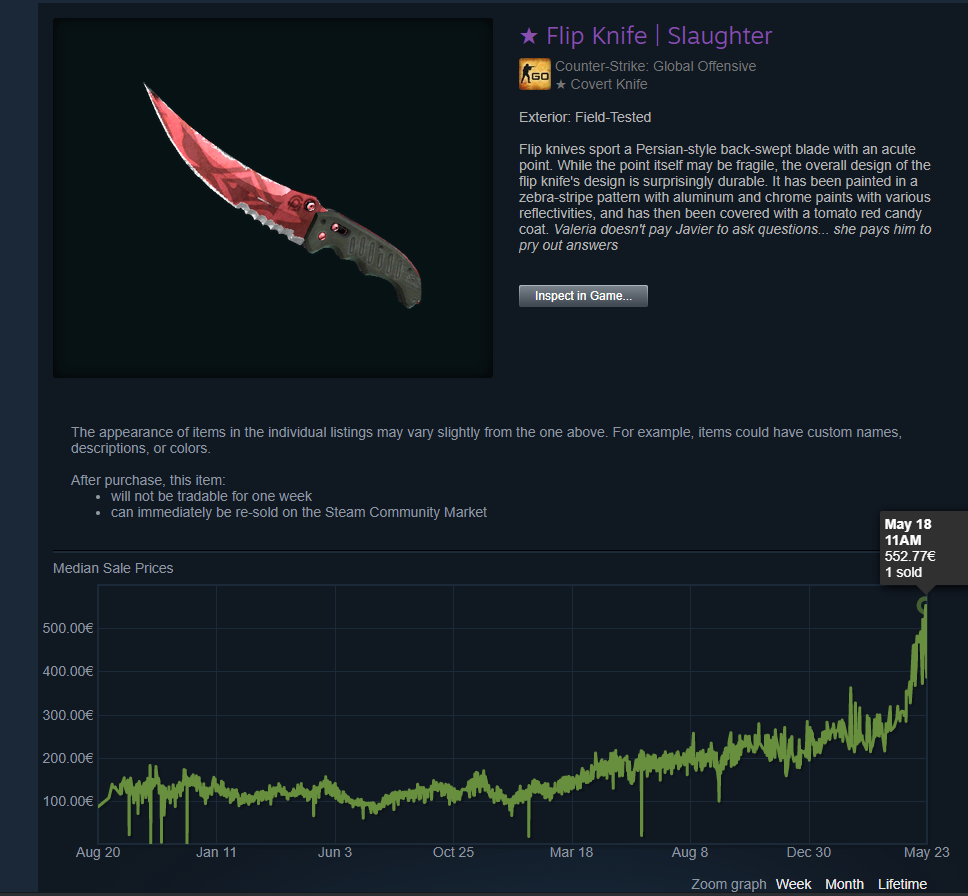 ★ Flip Knife | Slaughter
GO
Counter-Strike: Global Offensive
★ Covert Knife
Exterior: Field-Tested
Flip knives sport a Persian-style back-swept blade with an acute
point. While the point itself may be fragile, the overall design of the
flip knife's design is surprisingly durable. It has been painted in a
zebra-stripe pattern with aluminum and chrome paints with various
reflectivities, and has then been covered with a tomato red candy
coat. Valeria doesn't pay Javier to ask questions... she pays him to
pry out answers
Inspect in Game...
The appearance of items in the individual listings may vary slightly from the one above. For example, items could have custom names,
descriptions, or colors.
After purchase, this item:
• will not be tradable for one week
• can immediately be re-sold on the Steam Community Market
May 18
11AM
552.77€
1 sold
Median Sale Prices
500.00€
400.00€
300.00€
200.00€
100.00€
Aug 20 Jan 11 Jun 3 Oct 25 Mar 18 Aug 8 Dec 30 May 23
Zoom graph Week Month Lifetime